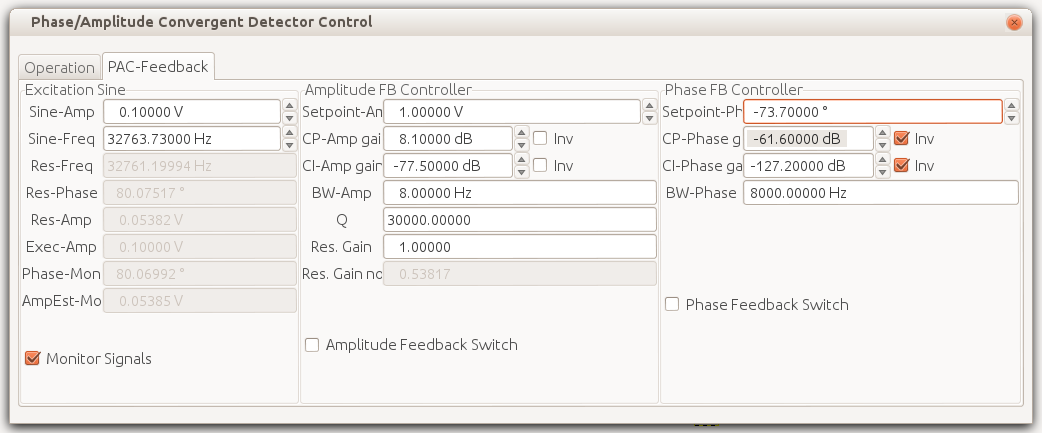 Phase/Amplitude Convergent Detector Control
Operation PAC-Feedback
Excitation Sine
Sine-Amp 0.10000 V
Sine-Freq 32763.73000 Hz
Res-Freq 32761.19994 Hz
Res-Phase 80.07517 °
Res-Amp 0.05382 V
Exec-Amp 0.10000 V
Phase-Mon 80.06992 °
AmpEst-Mo 0.05385 V
Monitor Signals
Amplitude FB Controller
Setpoint-An 1.00000 V
CP-Amp gai 8.10000 dB Inv
CI-Amp gain -77.50000 dB Inv
BW-Amp 8.00000 Hz
Q 30000.00000
Res. Gain 1.00000
Res. Gain no 0.53817
Amplitude Feedback Switch
Phase FB Controller
Setpoint-Ph -73.70000 °
CP-Phase g -61.60000 dB Inv
CI-Phase ga -127.20000 dB Inv
BW-Phase 8000.00000 Hz
Phase Feedback Switch